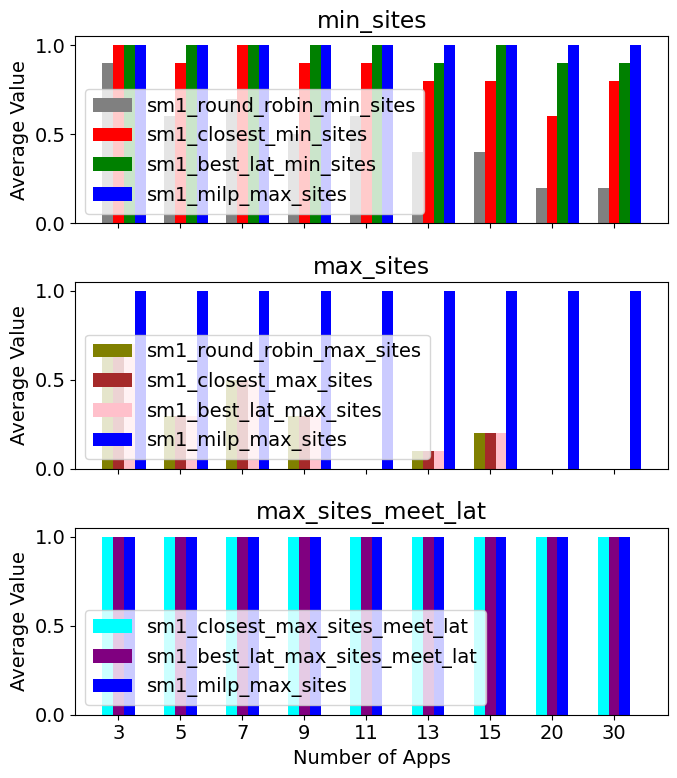 min_sites
1.0
0.5
0.0
Average Value
sm1_round_robin_min_sites
sm1_closest_min_sites
sm1_best_lat_min_sites
sm1_milp_max_sites
max_sites
1.0
0.5
0.0
Average Value
sm1_round_robin_max_sites
sm1_closest_max_sites
sm1_best_lat_max_sites
sm1_milp_max_sites
max_sites_meet_lat
1.0
0.5
0.0
Average Value
sm1_closest_max_sites_meet_lat
sm1_best_lat_max_sites_meet_lat
sm1_milp_max_sites
3 5 7 9 11 13 15 20 30
Number of Apps